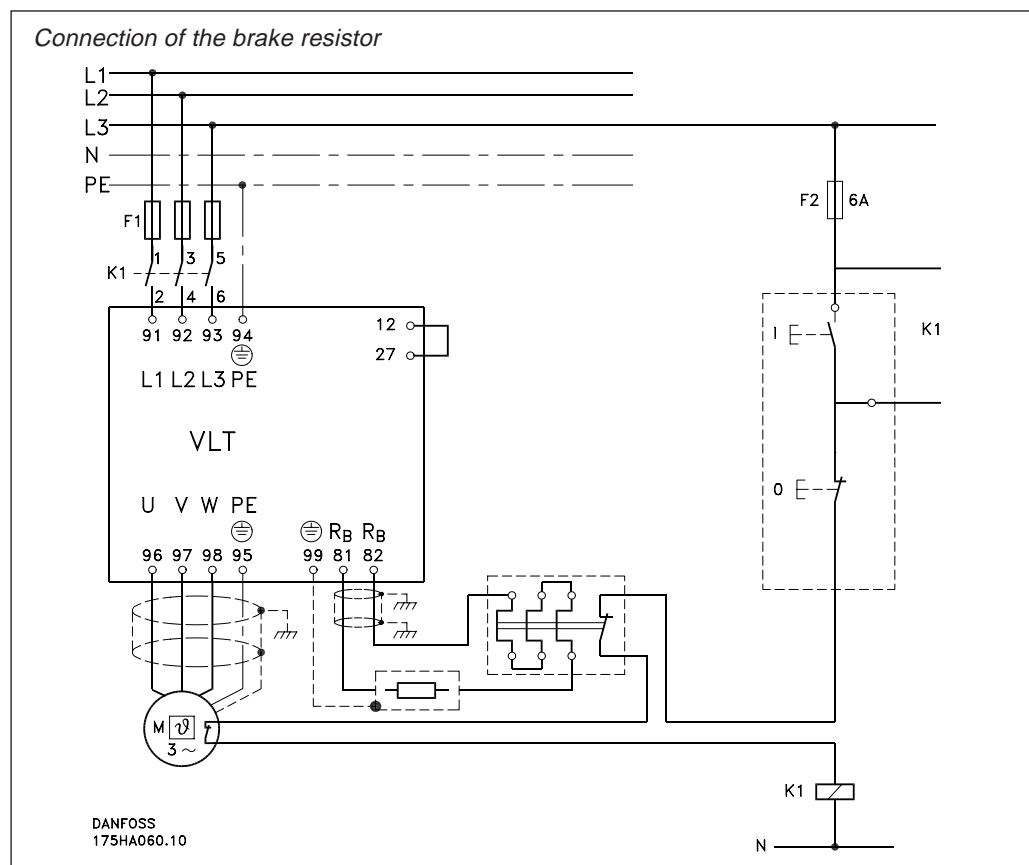 Connection of the brake resistor
L1
L2
L3
N
PE
F1
F2 6A
1 3 5
K1
2 4 6
91 92 93 94
12
27
L1 L2 L3 PE
I
K1
VLT
0
U V W PE
RB RB
96 97 98 95 99 81 82
M ϑ
3 ~
K1
DANFOSS
175HA060.10
N